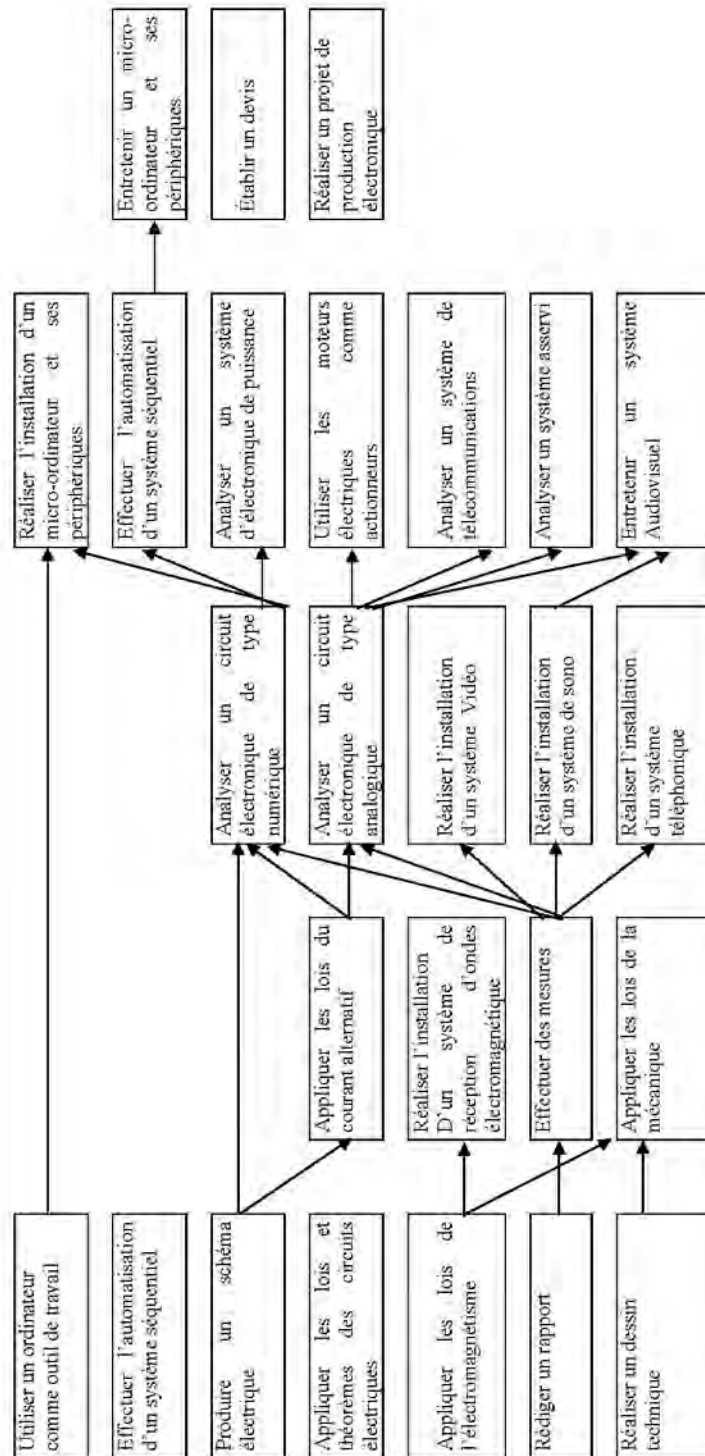 Utiliser un ordinateur
comme outil de travail
Effectuer l'automatisation
d'un système séquentiel
Produire un schéma
électrique
Appliquer les lois et
théorèmes des circuits
électriques
Appliquer les lois de
l'électromagnétisme
Rédiger un rapport
Réaliser un dessin
technique
Appliquer les lois du
courant alternatif
Réaliser l'installation
D'un système de
réception d'ondes
électromagnétique
Effectuer des mesures
Appliquer les lois de la
mécanique
Analyser un circuit
électronique de type
numérique
Analyser un circuit
électronique de type
analogique
Réaliser l'installation
d'un système Vidéo
Réaliser l'installation
d'un système de sono
Réaliser l'installation
d'un système
téléphonique
Réaliser l'installation d'un
micro-ordinateur et ses
périphériques
Effectuer l'automatisation
d'un système séquentiel
Analyser un système
d'électronique de puissance
Utiliser les moteurs
électriques comme
actionneurs
Analyser un système de
télécommunications
Analyser un système asservi
Entretenir un système
Audiovisuel
Entretenir un micro-
ordinateur et ses
périphériques
Établir un devis
Réaliser un projet de
production
électronique